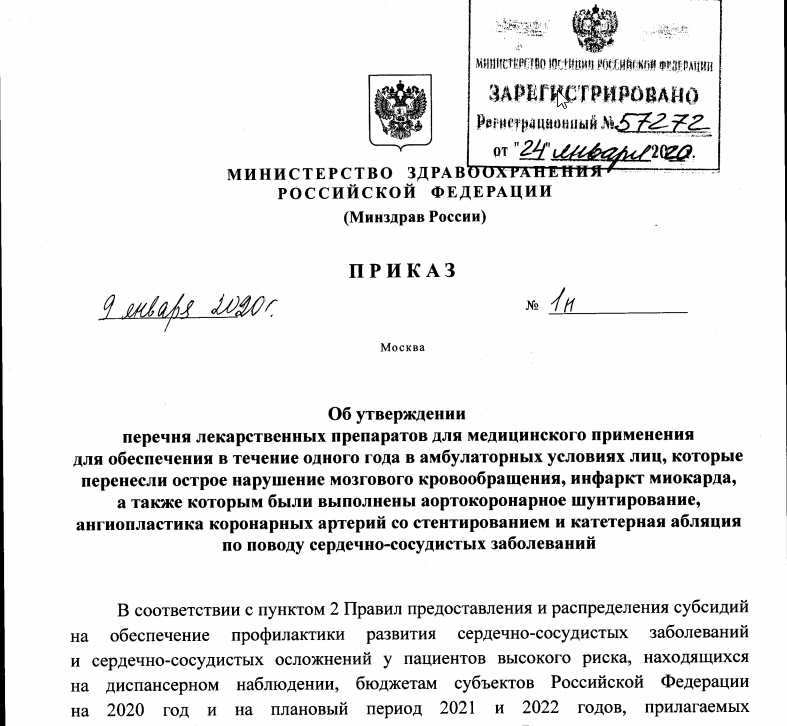 МИНИСТЕРСТВО ЮСТИЦИИ РОССИЙСКОЙ ФЕДЕРАЦИИ
ЗАРЕГИСТРИРОВАНО
Регистрационный № 57272
от "24" января 2020.
МИНИСТЕРСТВО ЗДРАВООХРАНЕНИЯ
РОССИЙСКОЙ ФЕДЕРАЦИИ
(Минздрав России)
ПРИКАЗ
9 января 2020 г.
№ 1н
Москва
Об утверждении
перечня лекарственных препаратов для медицинского применения
для обеспечения в течение одного года в амбулаторных условиях лиц, которые
перенесли острое нарушение мозгового кровообращения, инфаркт миокарда,
а также которым были выполнены аортокоронарное шунтирование,
ангиопластика коронарных артерий со стентированием и катетерная абляция
по поводу сердечно-сосудистых заболеваний
В соответствии с пунктом 2 Правил предоставления и распределения субсидий
на обеспечение профилактики развития сердечно-сосудистых заболеваний
и сердечно-сосудистых осложнений у пациентов высокого риска, находящихся
на диспансерном наблюдении, бюджетам субъектов Российской Федерации
на 2020 год и на плановый период 2021 и 2022 годов, прилагаемых